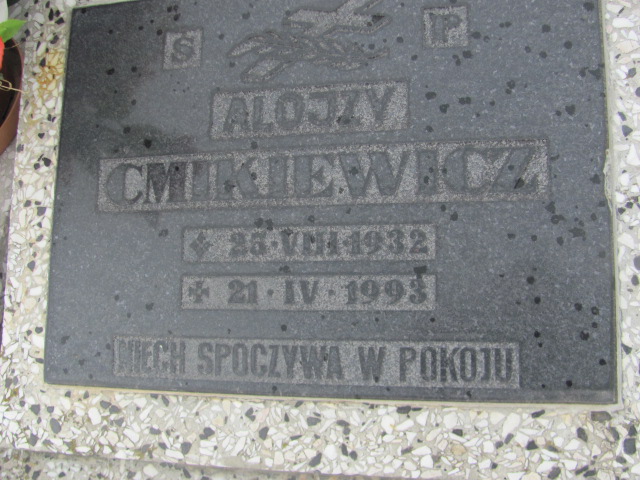 S P
ALOJZY
CMIKIEWICZ
25·VIII·1932
21·IV·1993
NIECH SPOCZYWA W POKOJU